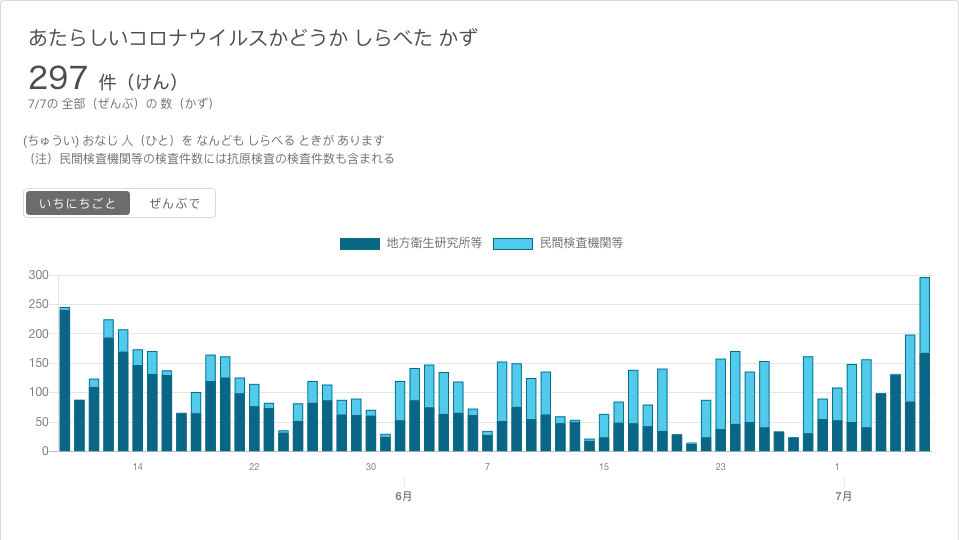 あたらしいコロナウイルスかどうか しらべた かず
297 件（けん）
7/7の 全部（ぜんぶ）の 数（かず）
(ちゅうい) おなじ 人（ひと）を なんども しらべる ときが あります
（注）民間検査機関等の検査件数には抗原検査の検査件数も含まれる
いちにちごと ぜんぶで
地方衛生研究所等 民間検査機関等
300
250
200
150
100
50
0
14 22 30 7 15 23 1
6月 7月